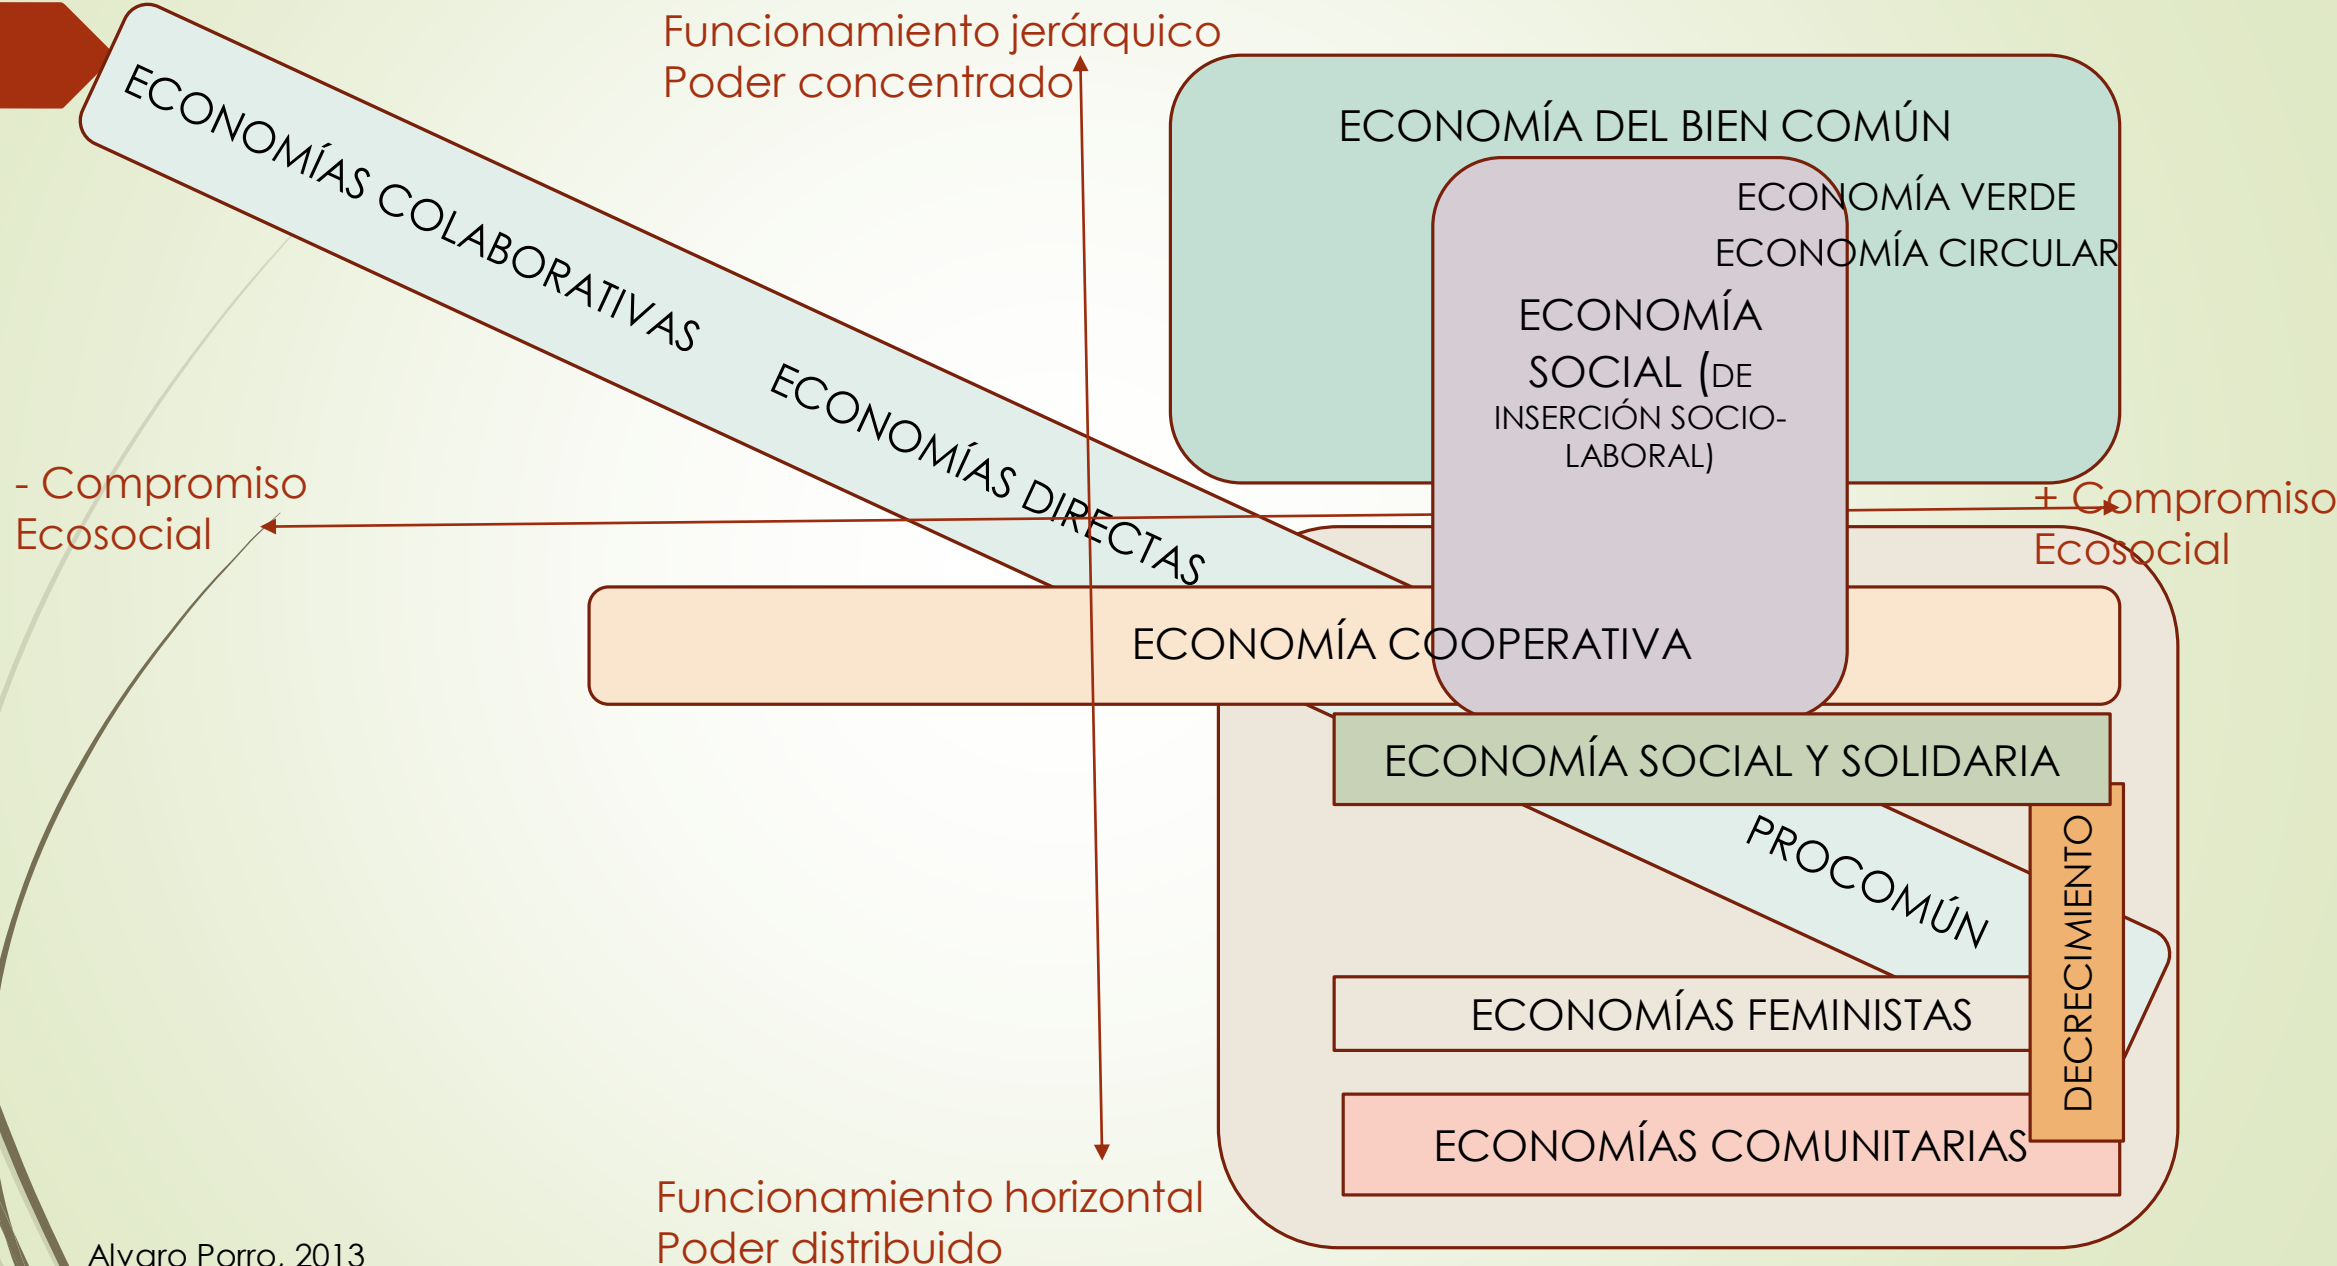 Funcionamiento jerárquico
Poder concentrado
ECONOMÍAS COLABORATIVAS
ECONOMÍAS DIRECTAS
ECONOMÍA DEL BIEN COMÚN
ECONOMÍA VERDE
ECONOMÍA CIRCULAR
ECONOMÍA
SOCIAL (DE
INSERCIÓN SOCIO-
LABORAL)
- Compromiso
Ecosocial
+ Compromiso
Ecosocial
ECONOMÍA COOPERATIVA
ECONOMÍA SOCIAL Y SOLIDARIA
PROCOMÚN
DECRECIMIENTO
ECONOMÍAS FEMINISTAS
ECONOMÍAS COMUNITARIAS
Funcionamiento horizontal
Poder distribuido
Alvaro Porro, 2013